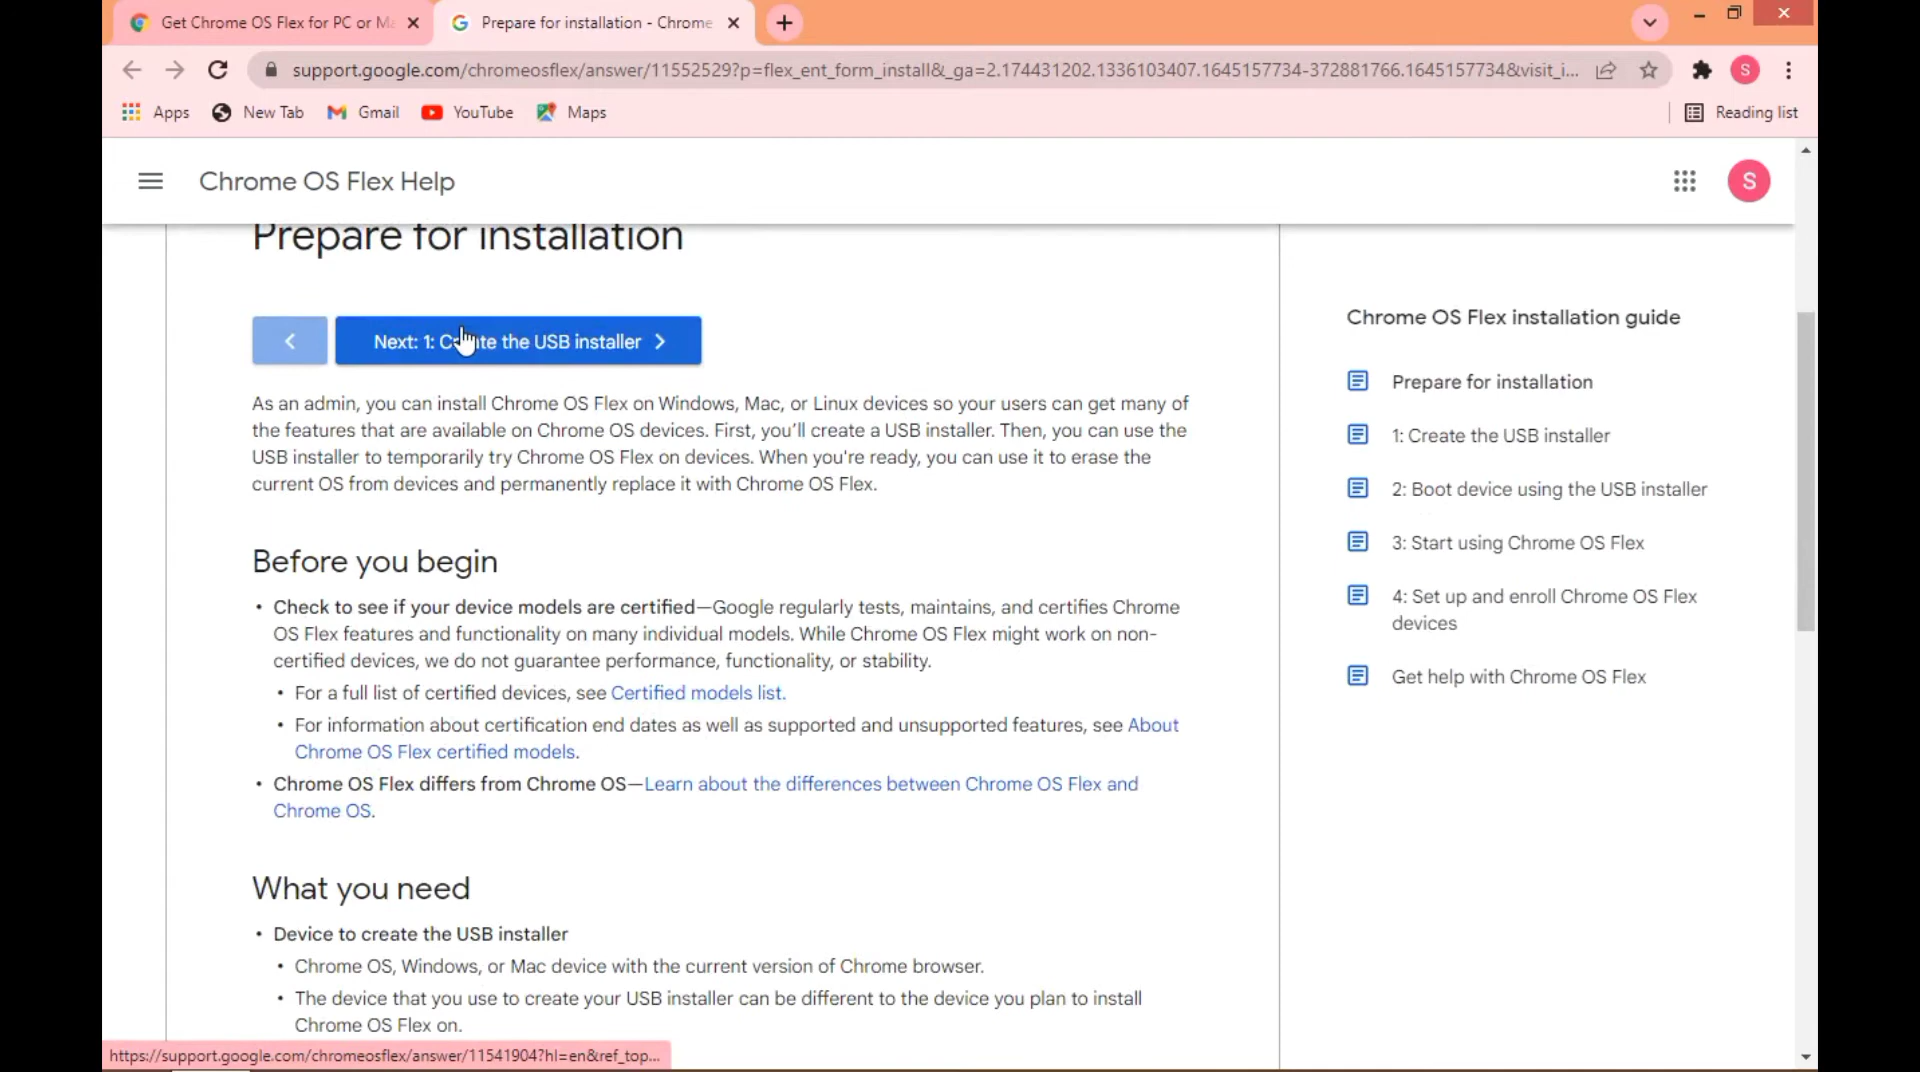 Get Chrome OS Flex for PC or Ma
Prepare for installation - Chrome
support.google.com/chromeosflex/answer/11552529?p=flex_ent_form_install&_ga=2.174431202.1336103407.1645157734-372881766.1645157734&visit_i...
S
Apps
New Tab
Gmail
YouTube
Maps
Reading list
Chrome OS Flex Help
S
Prepare for installation
Next: 1: Create the USB installer
As an admin, you can install Chrome OS Flex on Windows, Mac, or Linux devices so your users can get many of
the features that are available on Chrome OS devices. First, you'll create a USB installer. Then, you can use the
USB installer to temporarily try Chrome OS Flex on devices. When you're ready, you can use it to erase the
current OS from devices and permanently replace it with Chrome OS Flex.
Before you begin
• Check to see if your device models are certified—Google regularly tests, maintains, and certifies Chrome
OS Flex features and functionality on many individual models. While Chrome OS Flex might work on non-
certified devices, we do not guarantee performance, functionality, or stability.
• For a full list of certified devices, see Certified models list.
• For information about certification end dates as well as supported and unsupported features, see About
Chrome OS Flex certified models.
• Chrome OS Flex differs from Chrome OS—Learn about the differences between Chrome OS Flex and
Chrome OS.
What you need
• Device to create the USB installer
• Chrome OS, Windows, or Mac device with the current version of Chrome browser.
• The device that you use to create your USB installer can be different to the device you plan to install
Chrome OS Flex on.
Chrome OS Flex installation guide
Prepare for installation
1: Create the USB installer
2: Boot device using the USB installer
3: Start using Chrome OS Flex
4: Set up and enroll Chrome OS Flex
devices
Get help with Chrome OS Flex
https://support.google.com/chromeosflex/answer/11541904?hl=en&ref_top...